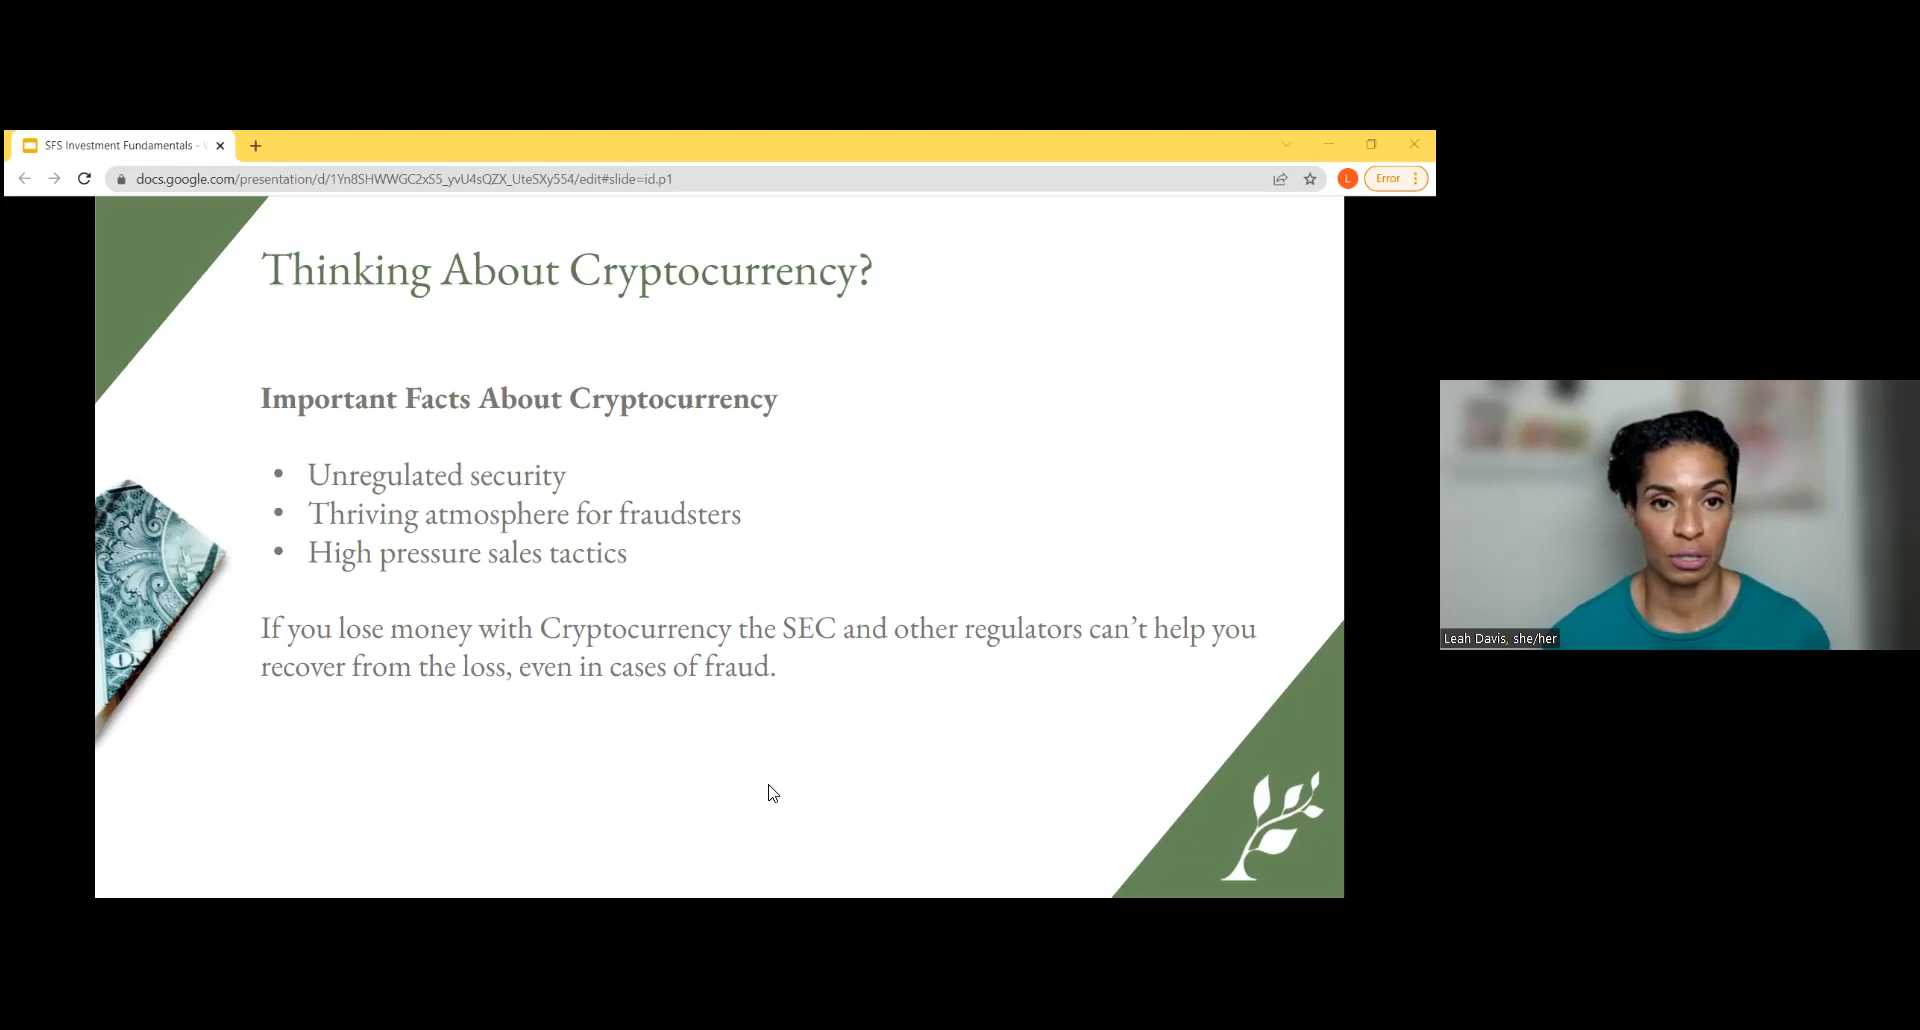 SFS Investment Fundamentals -
docs.google.com/presentation/d/1Yn8SHWWGC2xS5_yvU4sQZX_UteSXy554/edit#slide=id.p1
L
Error
Thinking About Cryptocurrency?
Important Facts About Cryptocurrency
• Unregulated security
• Thriving atmosphere for fraudsters
• High pressure sales tactics
If you lose money with Cryptocurrency the SEC and other regulators can’t help you
recover from the loss, even in cases of fraud.
Leah Davis, she/her